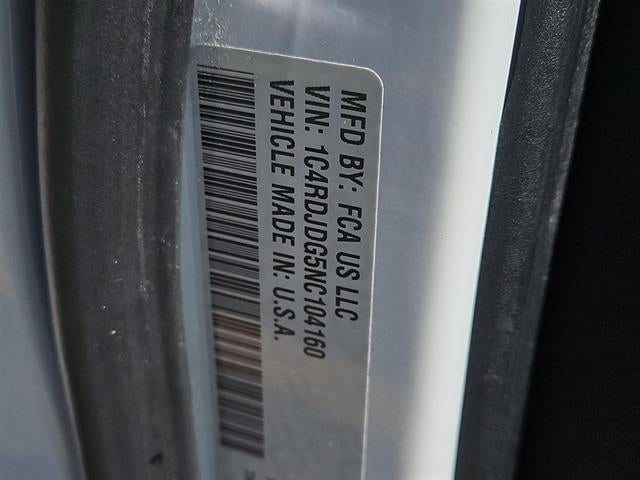 MFD BY: FCA US LLC
VIN: 1C4RDJDG5NC104160
VEHICLE MADE IN: U.S.A.